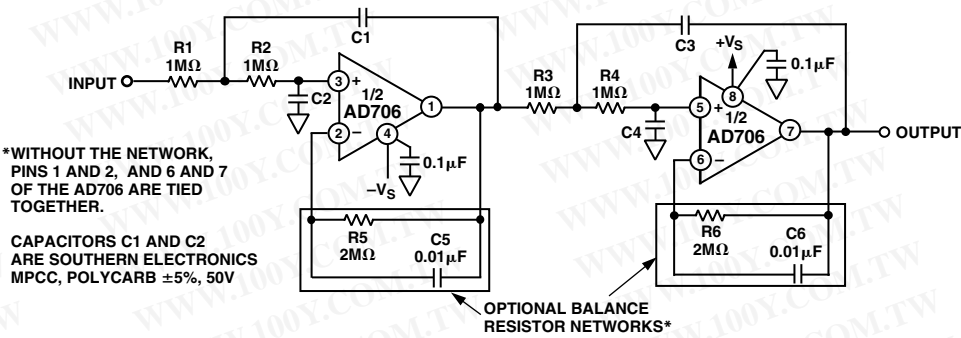 C1
R1
1MΩ
R2
1MΩ
INPUT
C2
3
+
1/2
AD706
2
–
4
1
0.1µF
–VS
R5
2MΩ
C5
0.01µF
C3
R3
1MΩ
R4
1MΩ
C4
+VS
0.1µF
8
5
+
1/2
AD706
6
–
7
OUTPUT
R6
2MΩ
C6
0.01µF
*WITHOUT THE NETWORK,
PINS 1 AND 2, AND 6 AND 7
OF THE AD706 ARE TIED
TOGETHER.
CAPACITORS C1 AND C2
ARE SOUTHERN ELECTRONICS
MPCC, POLYCARB ±5%, 50V
OPTIONAL BALANCE
RESISTOR NETWORKS*
WWW.100Y.COM.TW